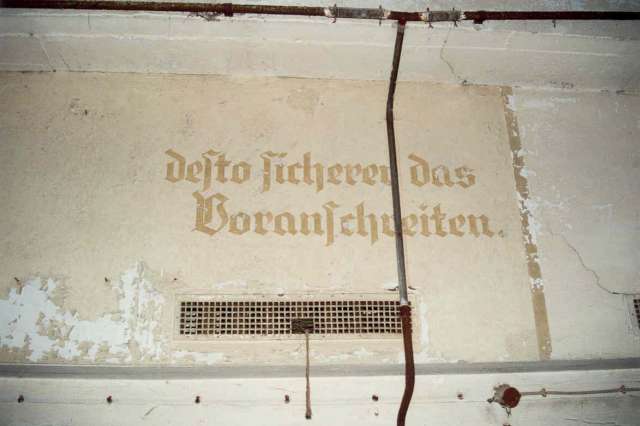 desto sicherer das
Voranschreiten.